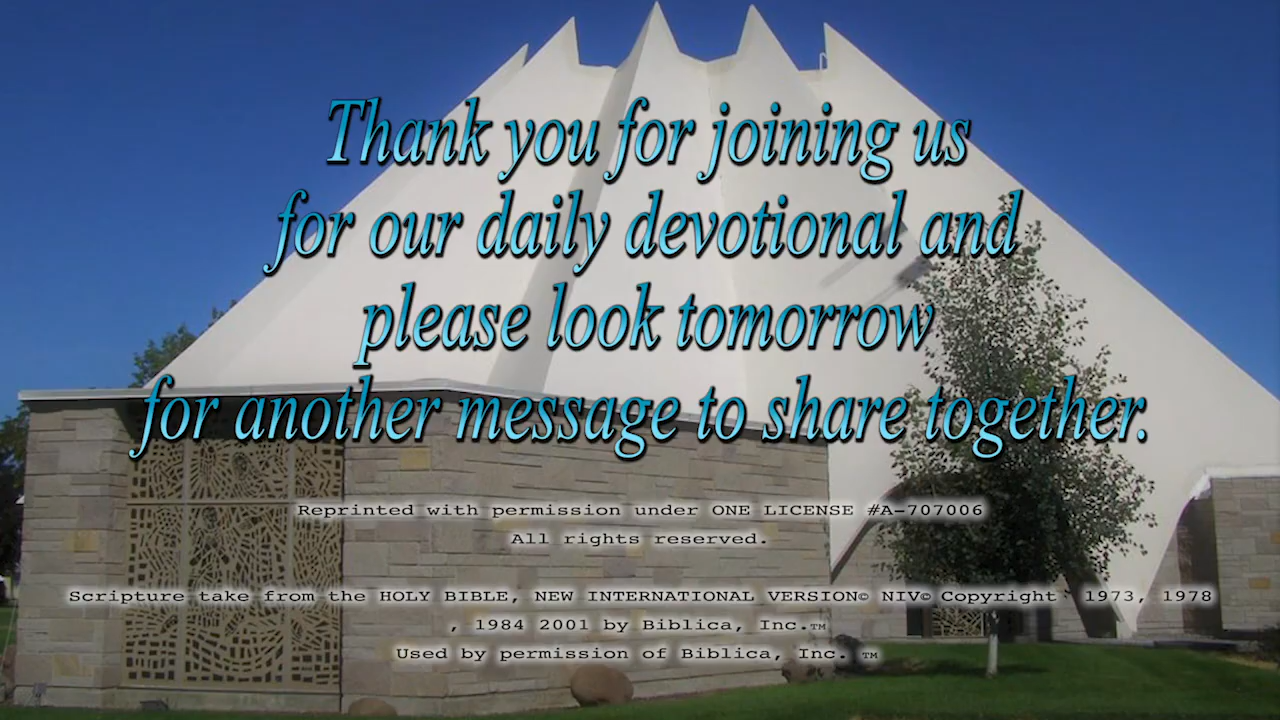 Thank you for joining us
for our daily devotional and
please look tomorrow
for another message to share together.
Reprinted with permission under ONE LICENSE #A-707006
All rights reserved.
Scripture take from the HOLY BIBLE, NEW INTERNATIONAL VERSION© NIV© Copyright 1973, 1978
, 1984 2001 by Biblica, Inc.™
Used by permission of Biblica, Inc. ™